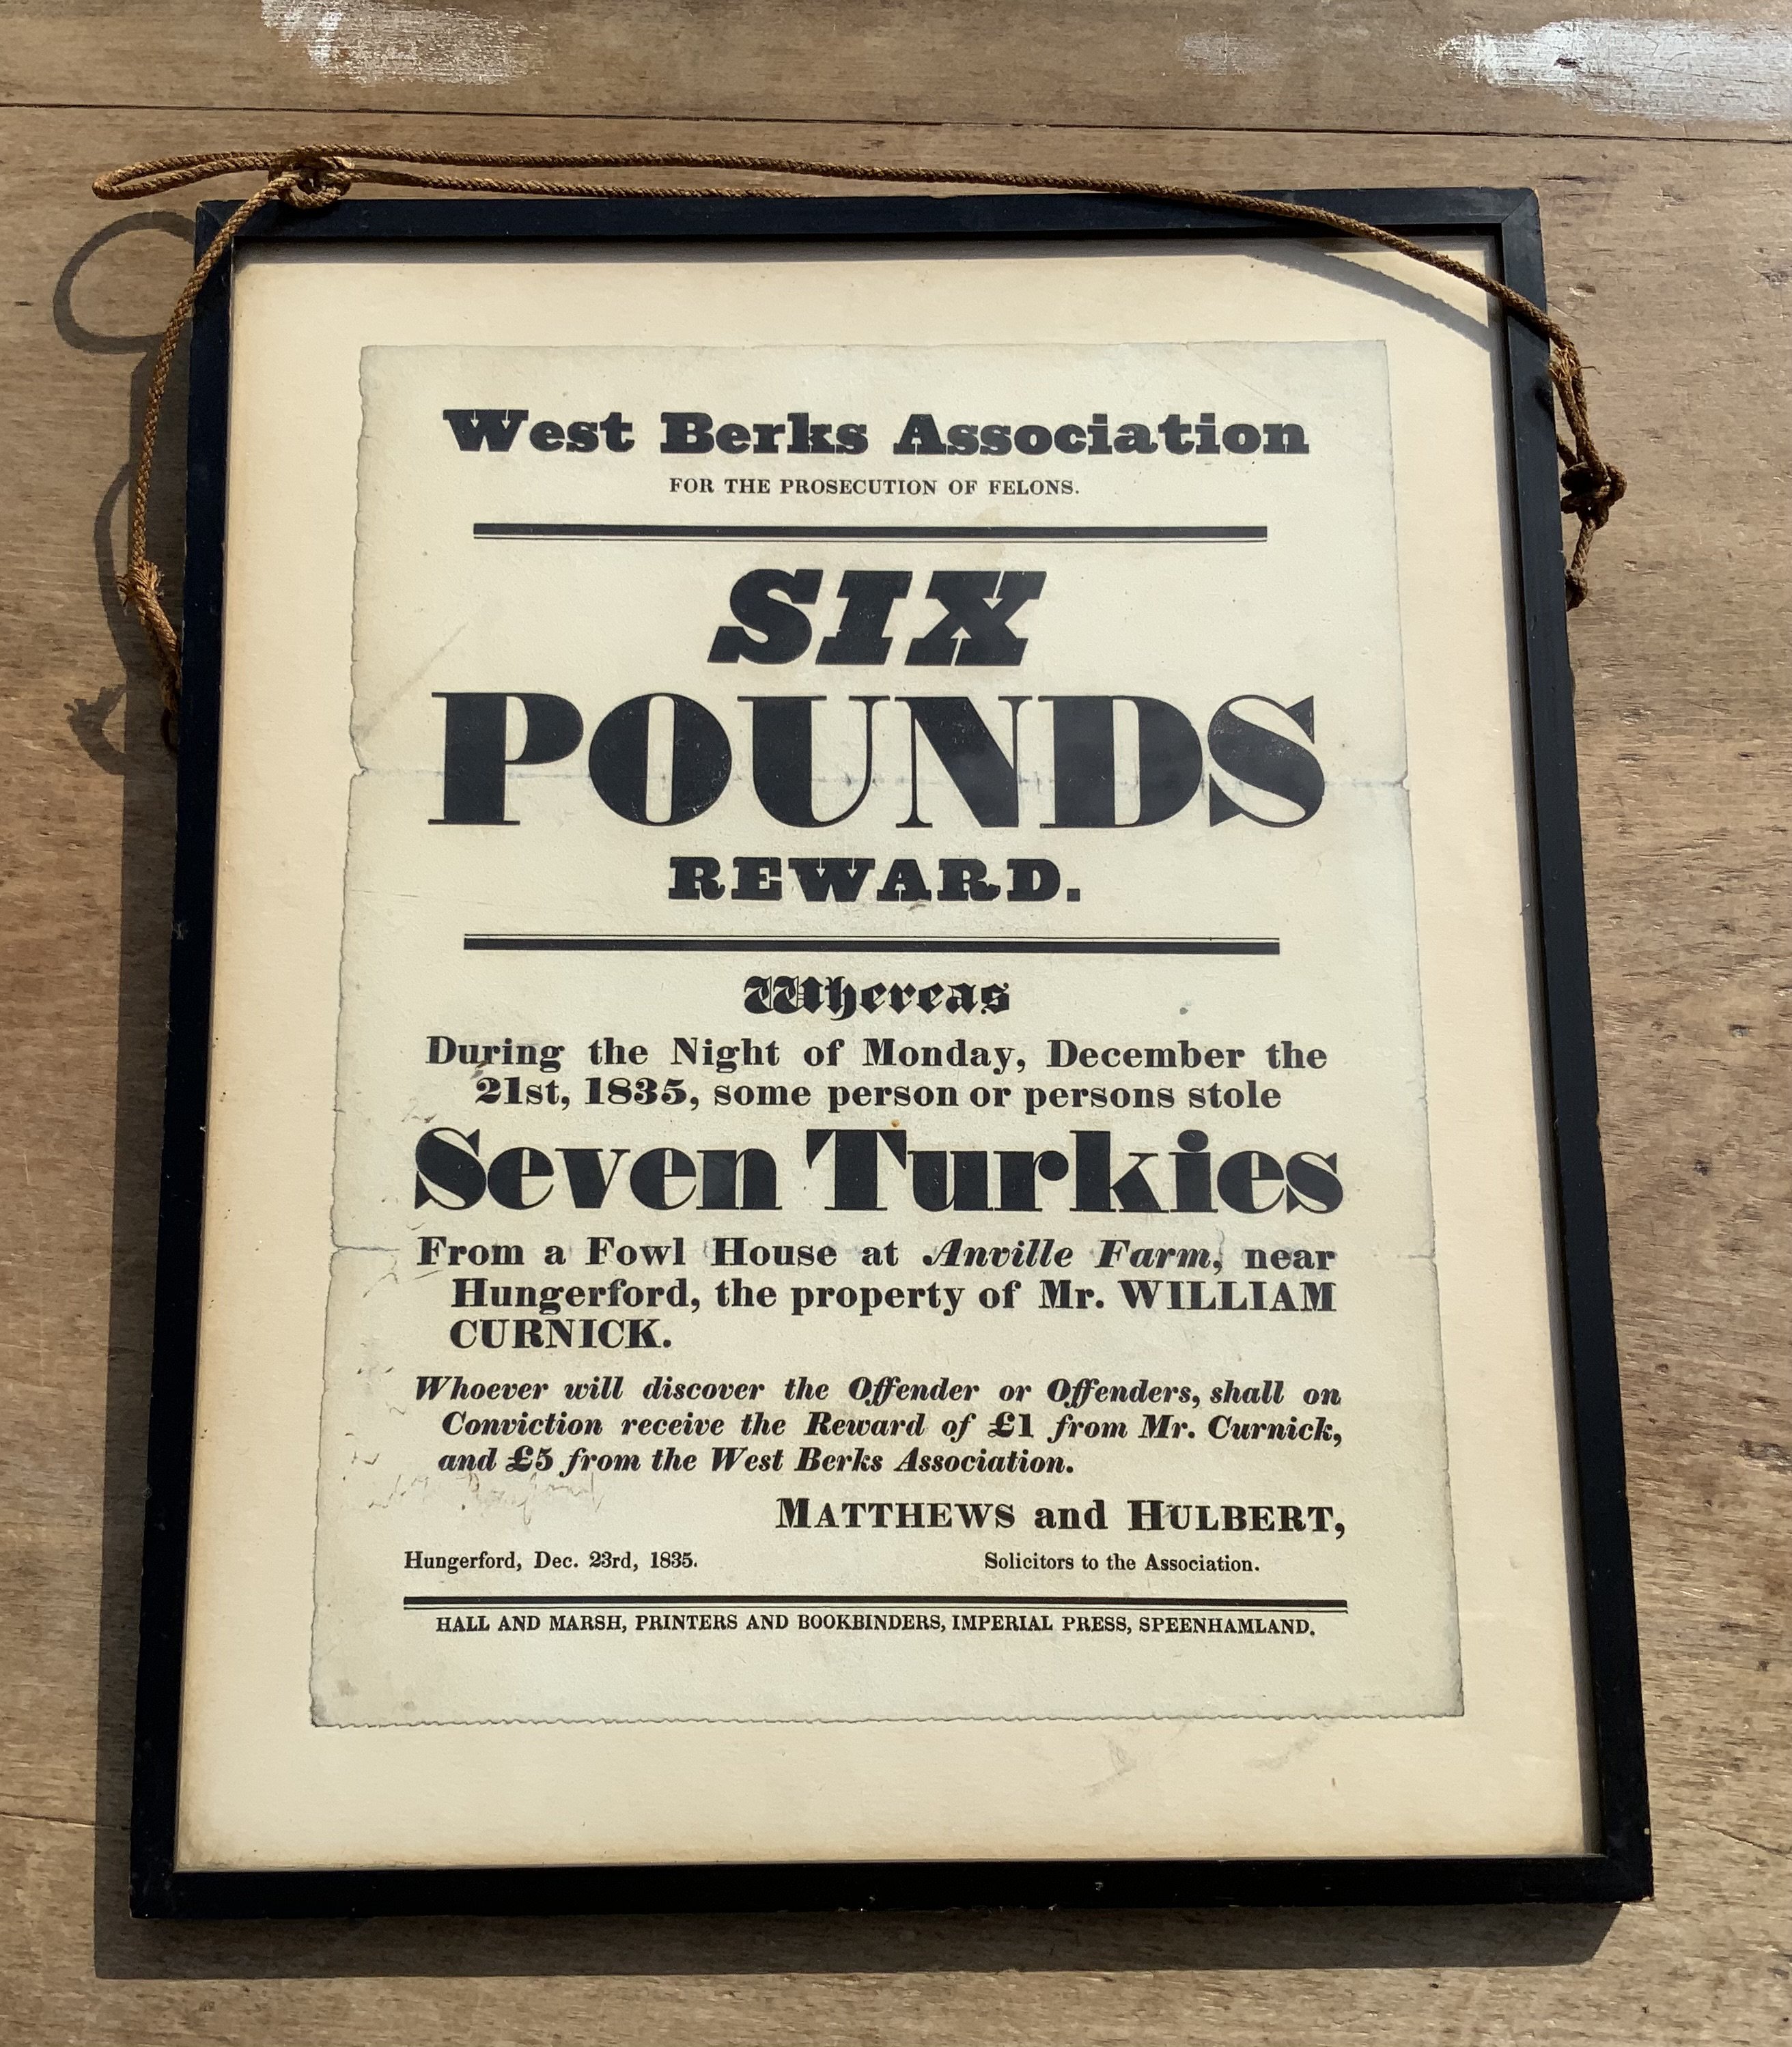 West Berks Association
FOR THE PROSECUTION OF FELONS.
SIX
POUNDS
REWARD.
Whereas
During the Night of Monday, December the
21st, 1835, some person or persons stole
Seven Turkies
From a Fowl House at Anville Farm, near
Hungerford, the property of Mr. WILLIAM
CURNICK.
Whoever will discover the Offender or Offenders, shall on
Conviction receive the Reward of £1 from Mr. Curnick,
and £5 from the West Berks Association.
MATTHEWS and HULBERT,
Hungerford, Dec. 23rd, 1835. Solicitors to the Association.
HALL AND MARSH, PRINTERS AND BOOKBINDERS, IMPERIAL PRESS, SPEENHAMLAND.